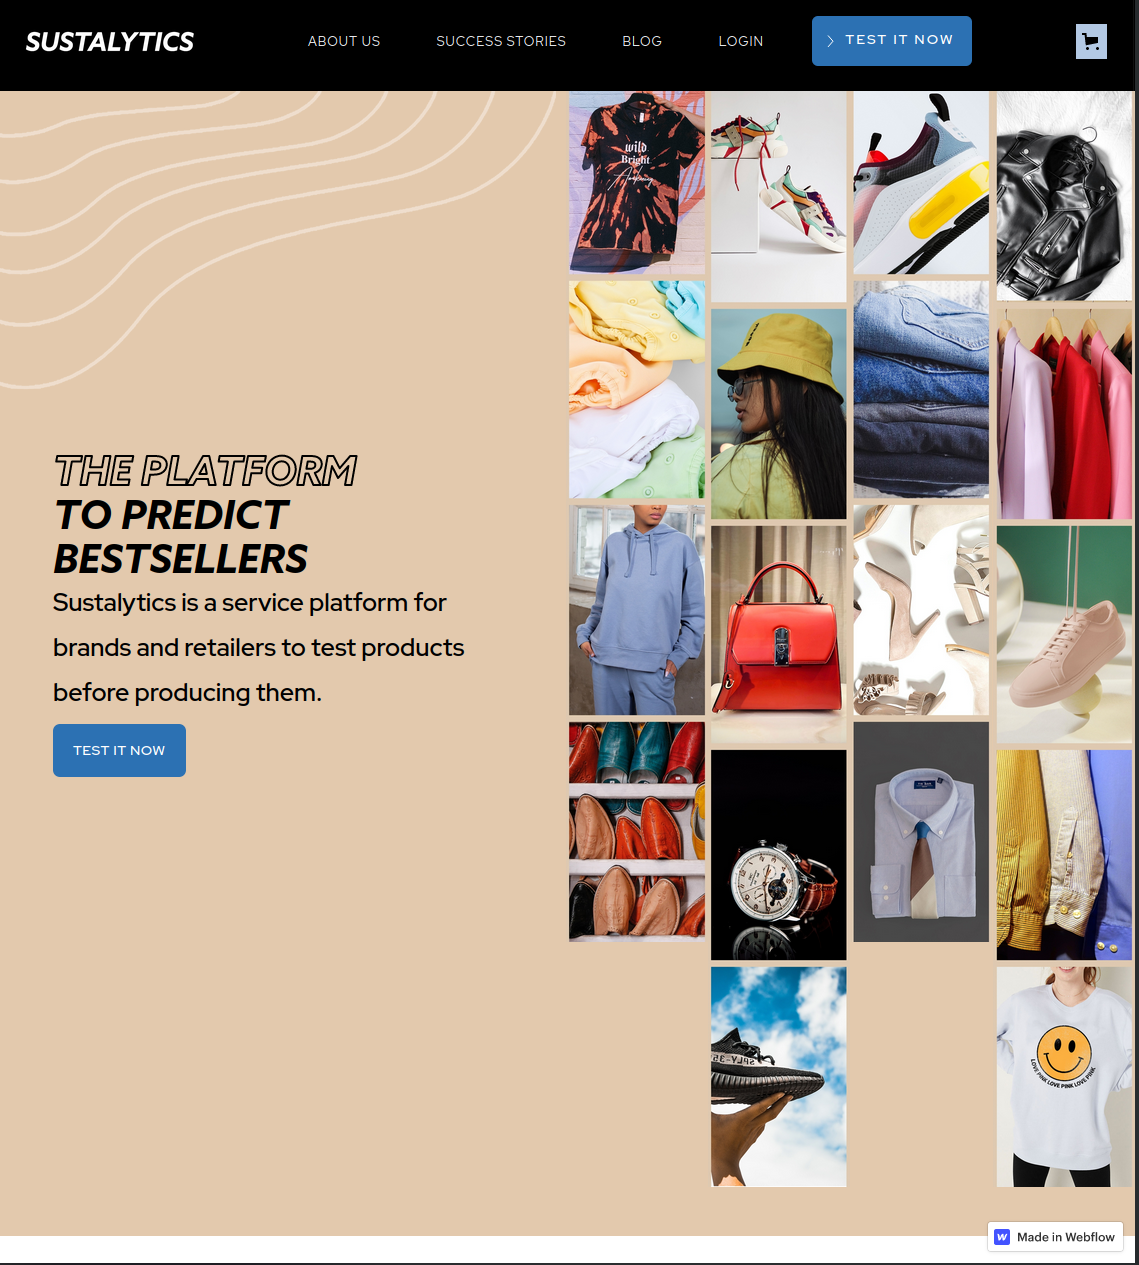 SUSTALYTICS
ABOUT US
SUCCESS STORIES
BLOG
LOGIN
TEST IT NOW
wild
Bright
THE PLATFORM
TO PREDICT
BESTSELLERS
Sustalytics is a service platform for
brands and retailers to test products
before producing them.
TEST IT NOW
LOVE PINK LOVE PINK LOVE PINK
Made in Webflow